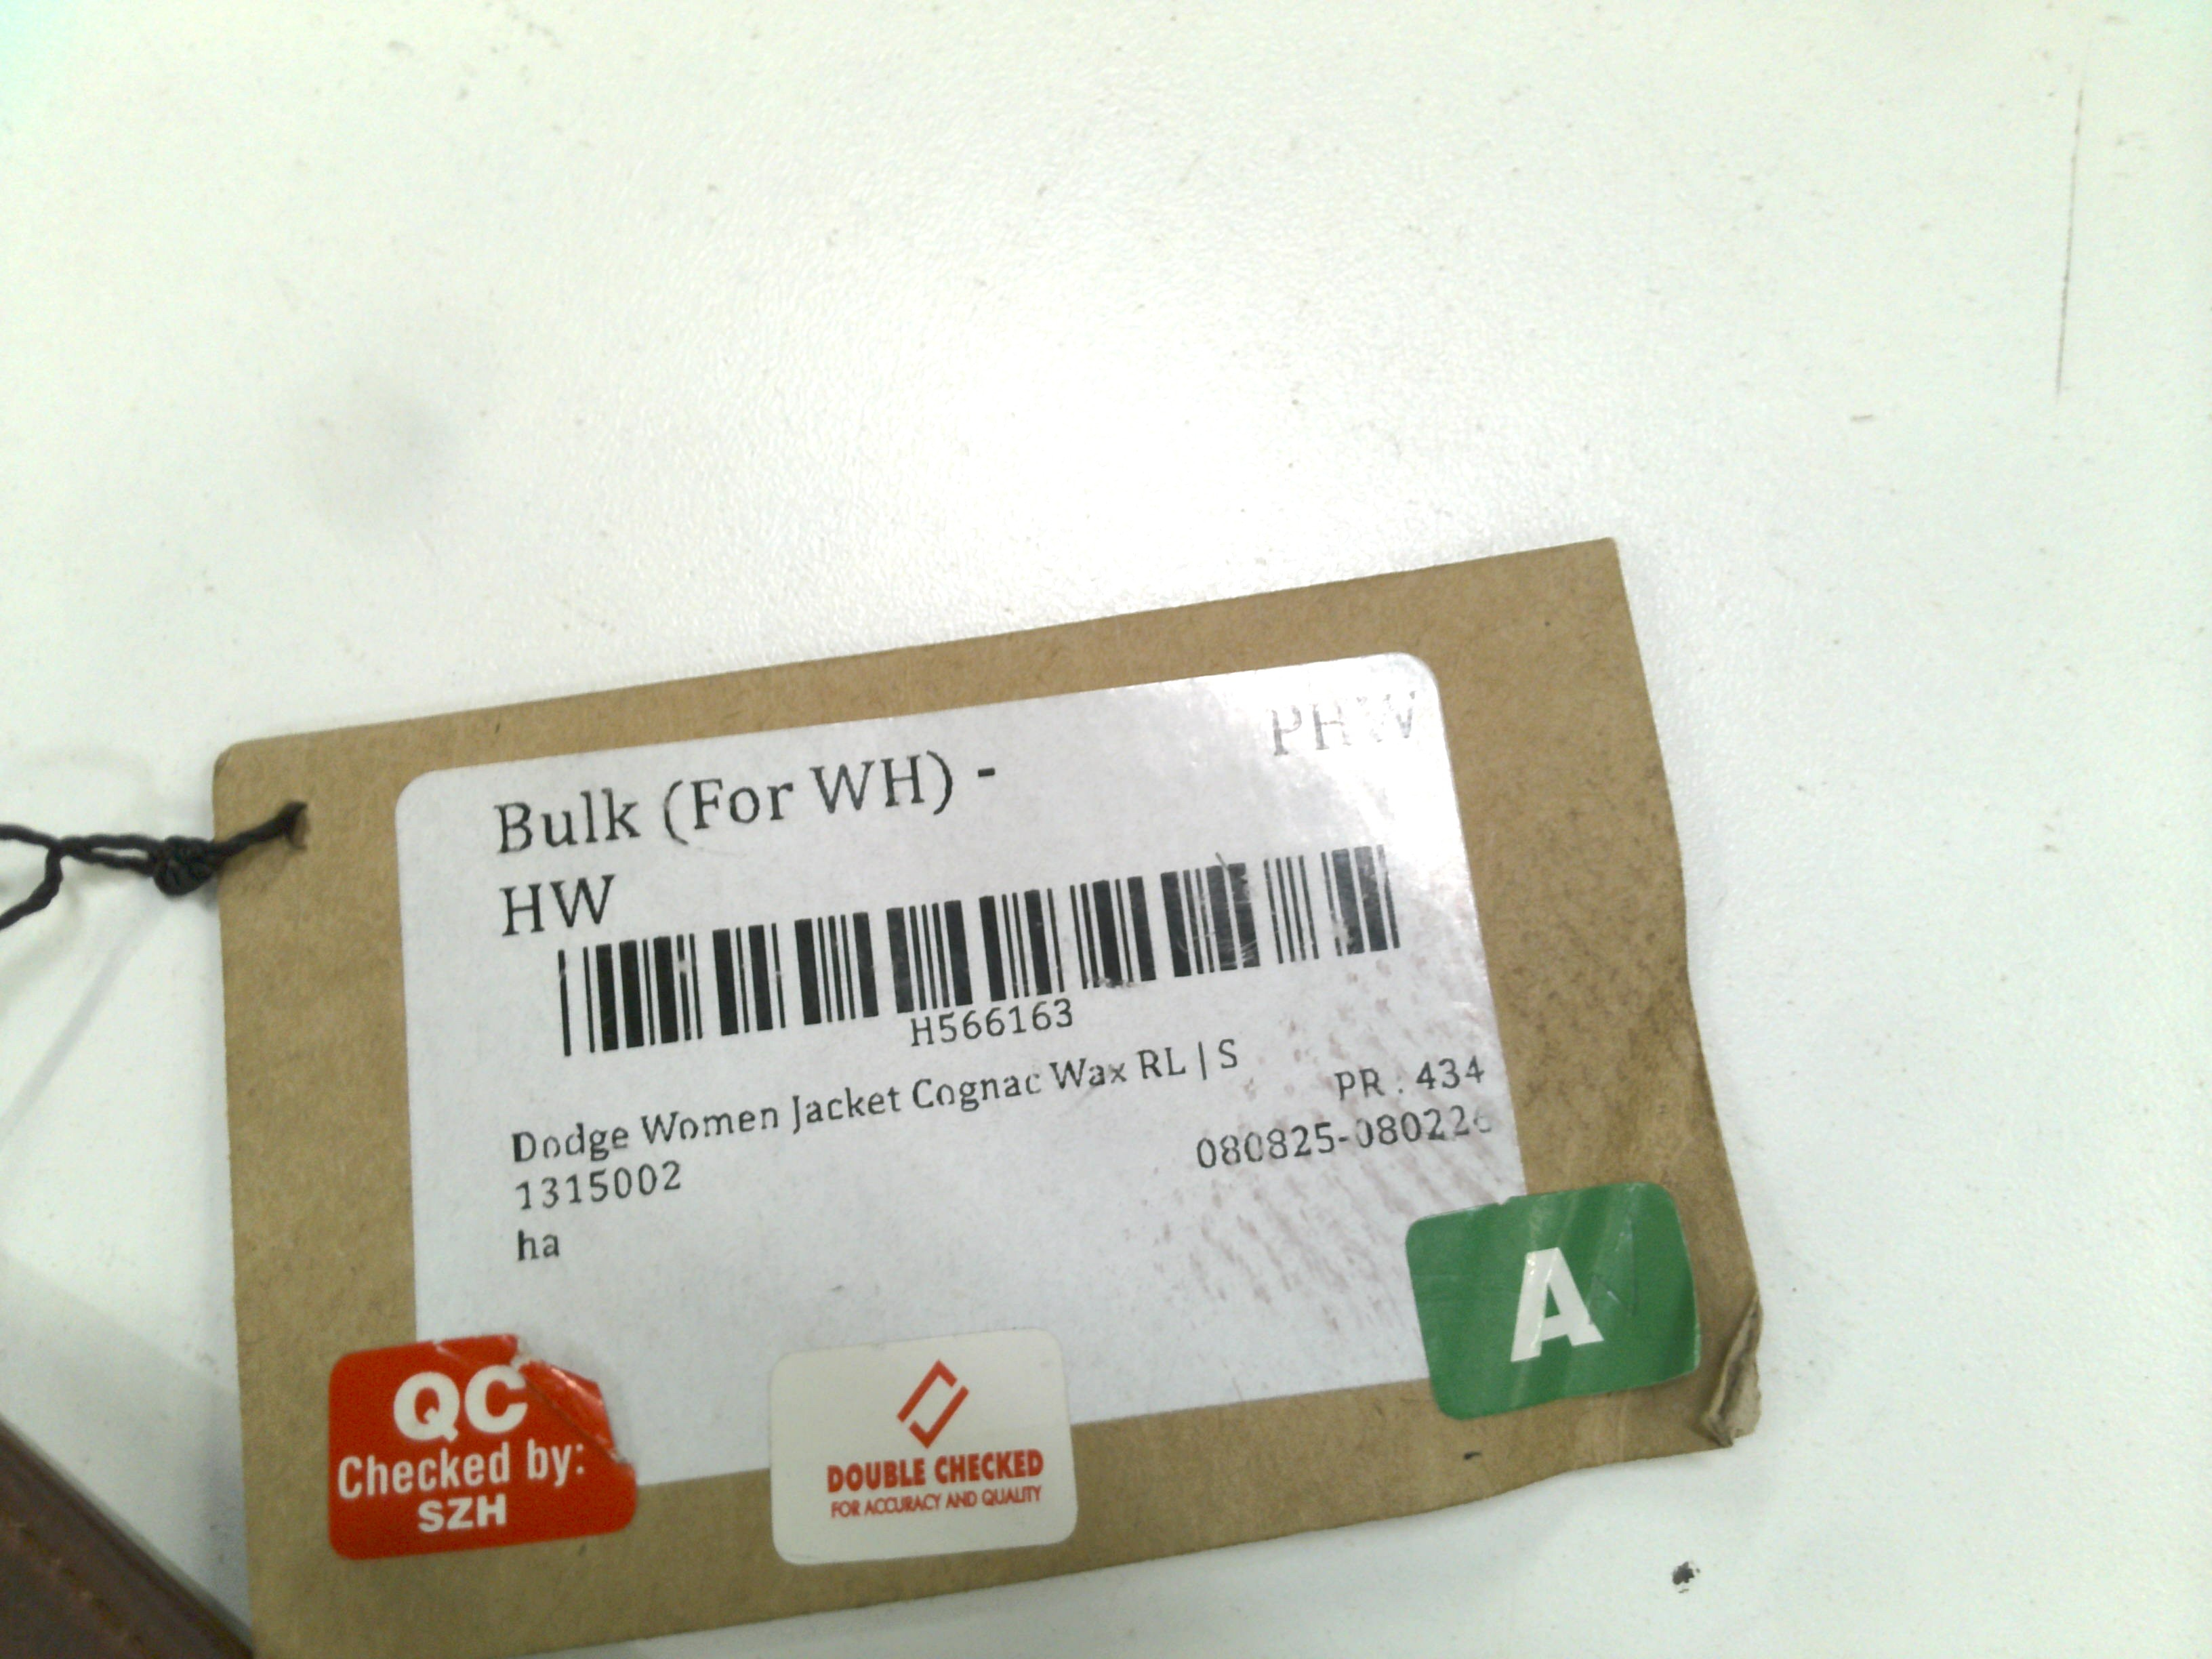 PHW
Bulk (For WH) -
HW
H566163
Dodge Women Jacket Cognac Wax RL | S
PR : 434
1315002
080825-080226
ha
A
QC
Checked by:
SZH
DOUBLE CHECKED
FOR ACCURACY AND QUALITY